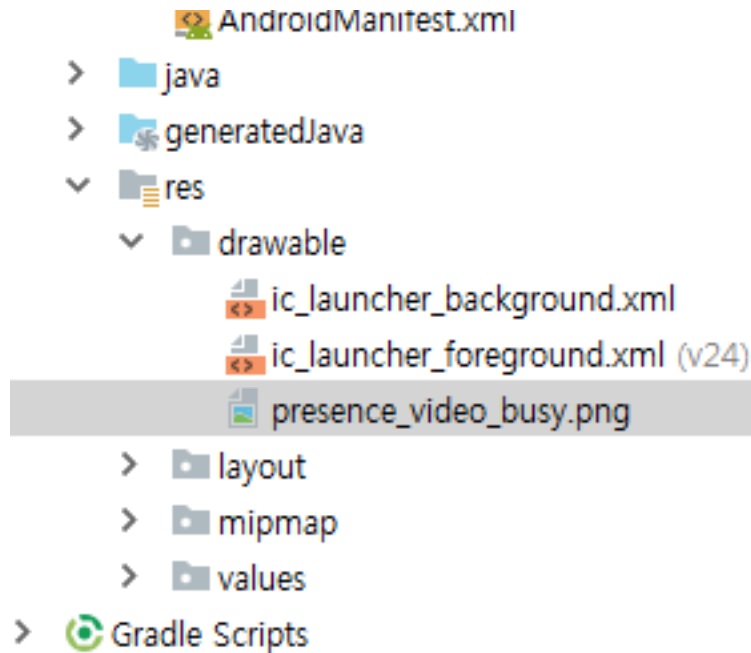 AndroidManifest.xml
java
generatedJava
res
drawable
ic_launcher_background.xml
ic_launcher_foreground.xml (v24)
presence_video_busy.png
layout
mipmap
values
Gradle Scripts